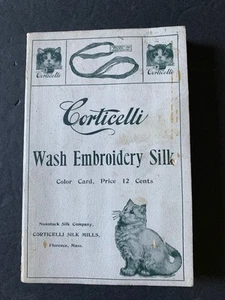 Corticelli Corticelli
Corticelli
Wash Embroidery Silk
Color Card, Price 12 Cents
Nonotuck Silk Company,
CORTICELLI SILK MILLS,
Florence, Mass.